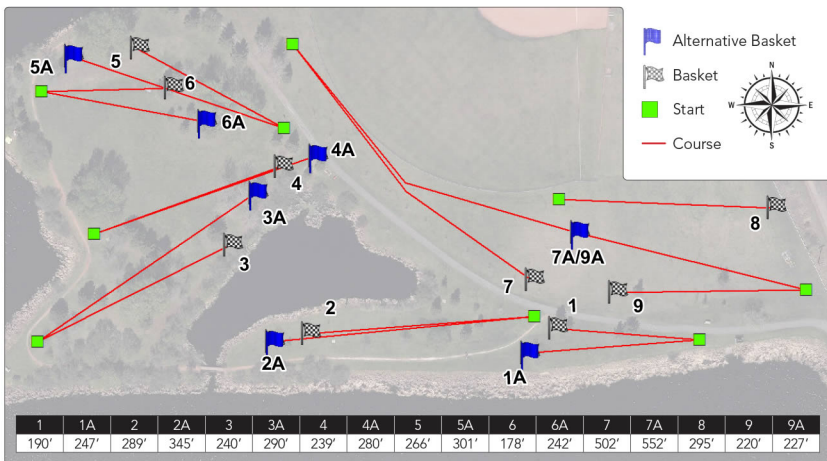 Alternative Basket
Basket
Start
Course
N
W E
S
5A
5
6
6A
4A
4
3A
3
8
7A/9A
7
9
1
2
2A
1A
1 1A 2 2A 3 3A 4 4A 5 5A 6 6A 7 7A 8 9 9A
190’ 247’ 289’ 345’ 240’ 290’ 239’ 280’ 266’ 301’ 178’ 242’ 502’ 552’ 295’ 220’ 227’